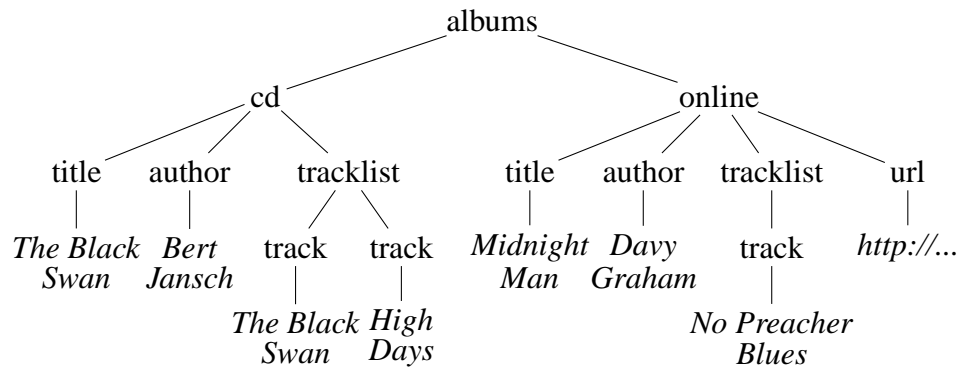 albums
cd online
title author tracklist title author tracklist url
The Black Bert track track Midnight Davy track http://...
Swan Jansch Man Graham
The Black High No Preacher
Swan Days Blues